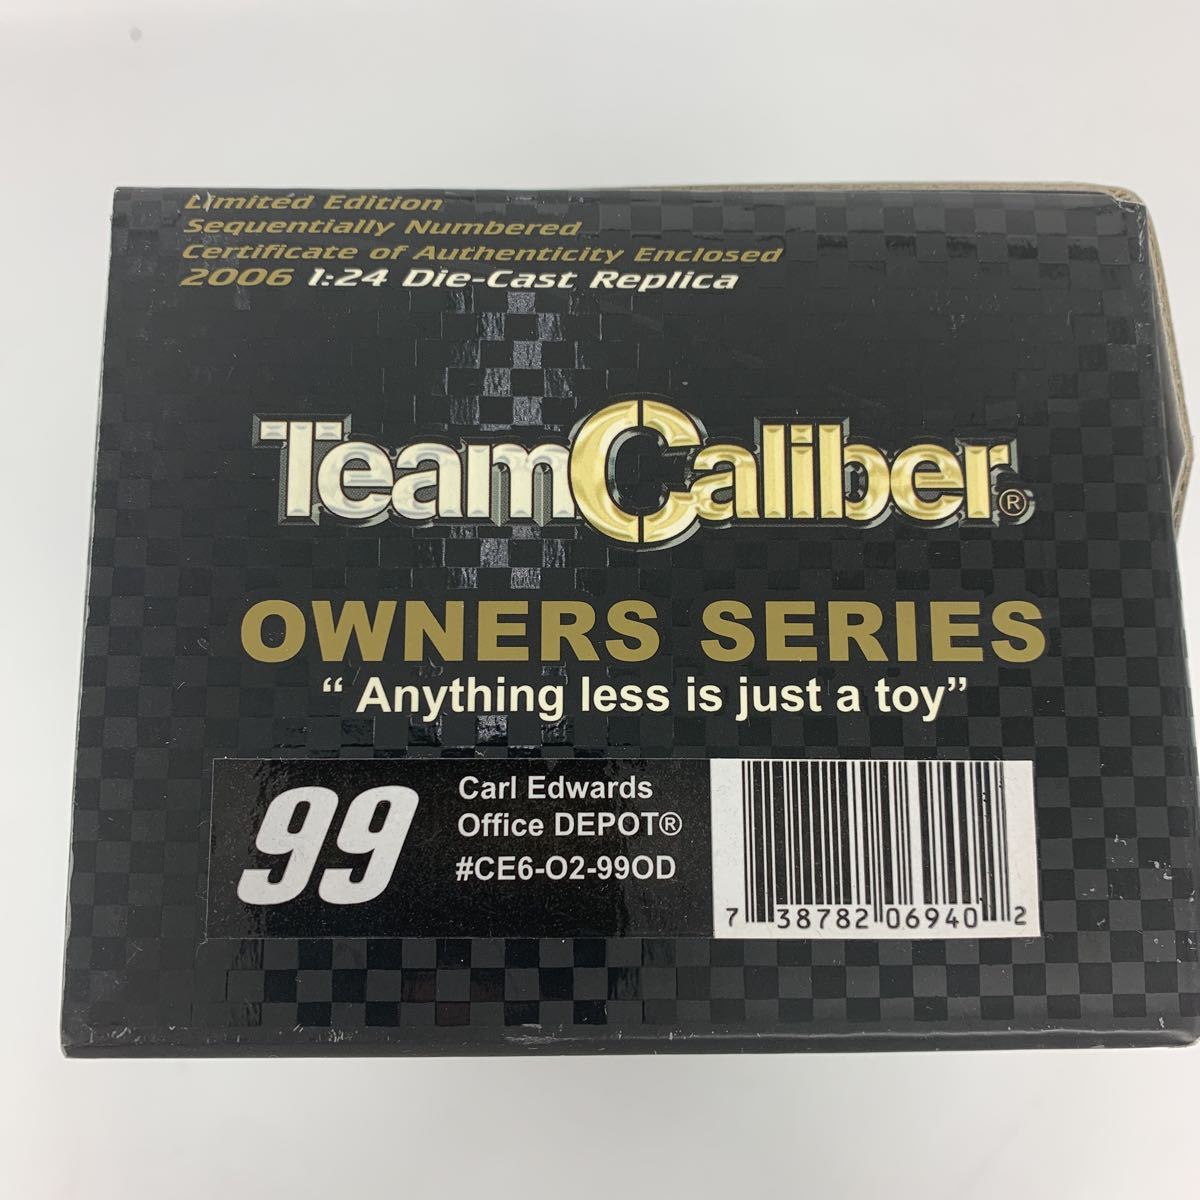 Limited Edition
Sequentially Numbered
Certificate of Authenticity Enclosed
2006 1:24 Die-Cast Replica
TeamCaliber®
OWNERS SERIES
“ Anything less is just a toy”
99
Carl Edwards
Office DEPOT®
#CE6-O2-99OD
7 38782 06940 2